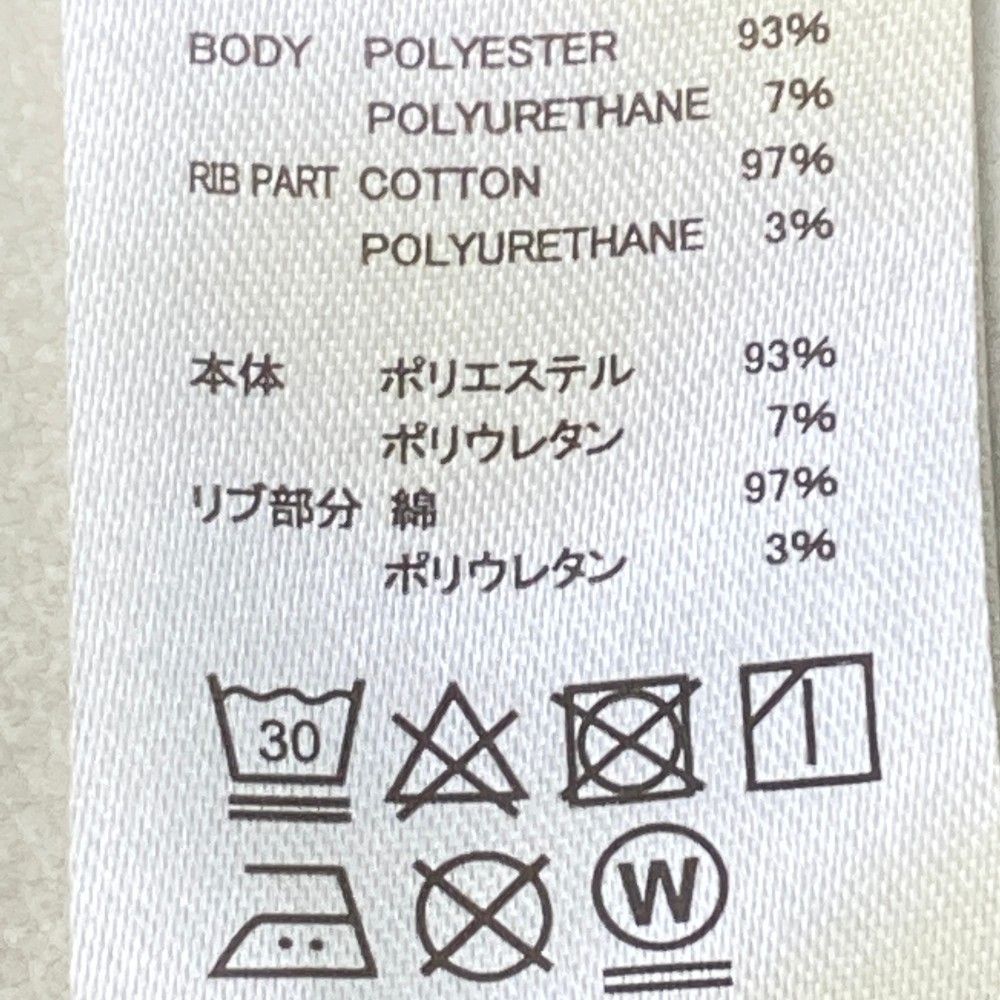 BODY POLYESTER 93%
POLYURETHANE 7%
RIB PART COTTON 97%
POLYURETHANE 3%
本体 ポリエステル 93%
ポリウレタン 7%
リブ部分 綿 97%
ポリウレタン 3%
30
W